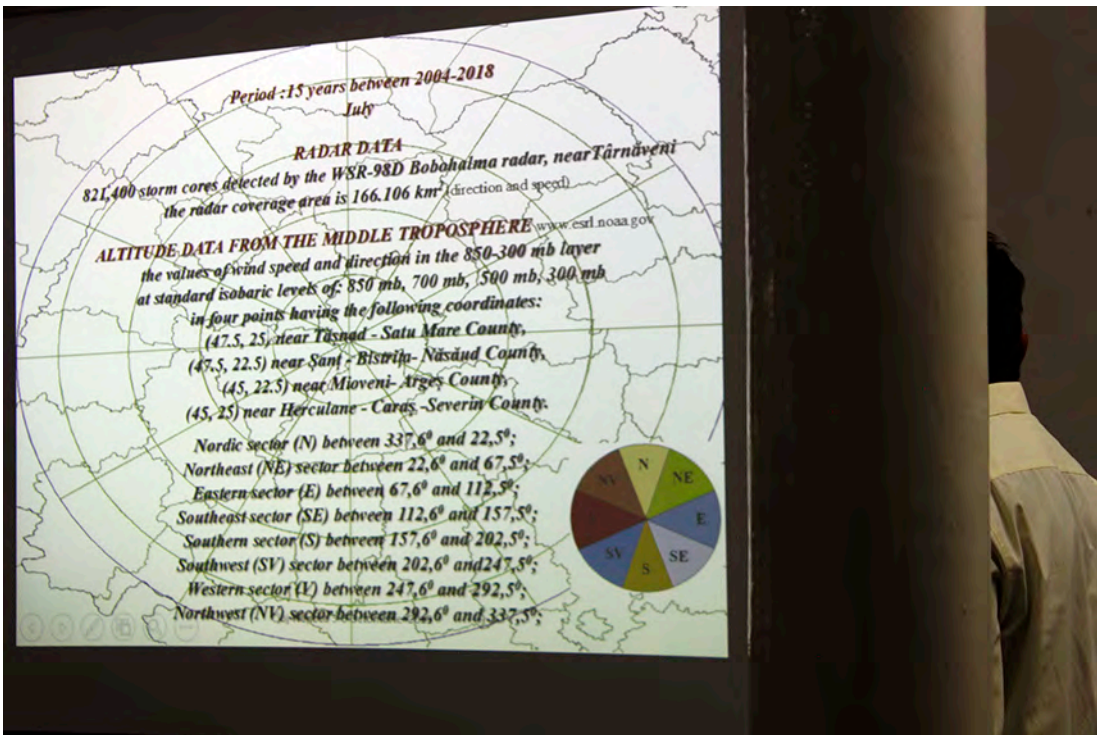 Period :15 years between 2004-2018
July
RADAR DATA
821,400 storm cores detected by the WSR-98D Bobohalma radar, near Târnăveni
the radar coverage area is 166.106 km² (direction and speed)
ALTITUDE DATA FROM THE MIDDLE TROPOSPHERE www.esrl.noaa.gov
the values of wind speed and direction in the 850-300 mb layer
at standard isobaric levels of: 850 mb, 700 mb, 500 mb, 300 mb
in four points having the following coordinates:
(47.5, 25) near Tășnad - Satu Mare County,
(47.5, 22.5) near Șanț - Bistrița- Năsăud County,
(45, 22.5) near Mioveni- Argeș County,
(45, 25) near Herculane - Caraș -Severin County.
Nordic sector (N) between 337,6⁰ and 22,5⁰;
Northeast (NE) sector between 22,6⁰ and 67,5⁰;
Eastern sector (E) between 67,6⁰ and 112,5⁰;
Southeast sector (SE) between 112,6⁰ and 157,5⁰;
Southern sector (S) between 157,6⁰ and 202,5⁰;
Southwest (SV) sector between 202,6⁰ and247,5⁰;
Western sector (V) between 247,6⁰ and 292,5⁰;
Northwest (NV) sector between 292,6⁰ and 337,5⁰;
N
NE
E
SE
S
SV
NV